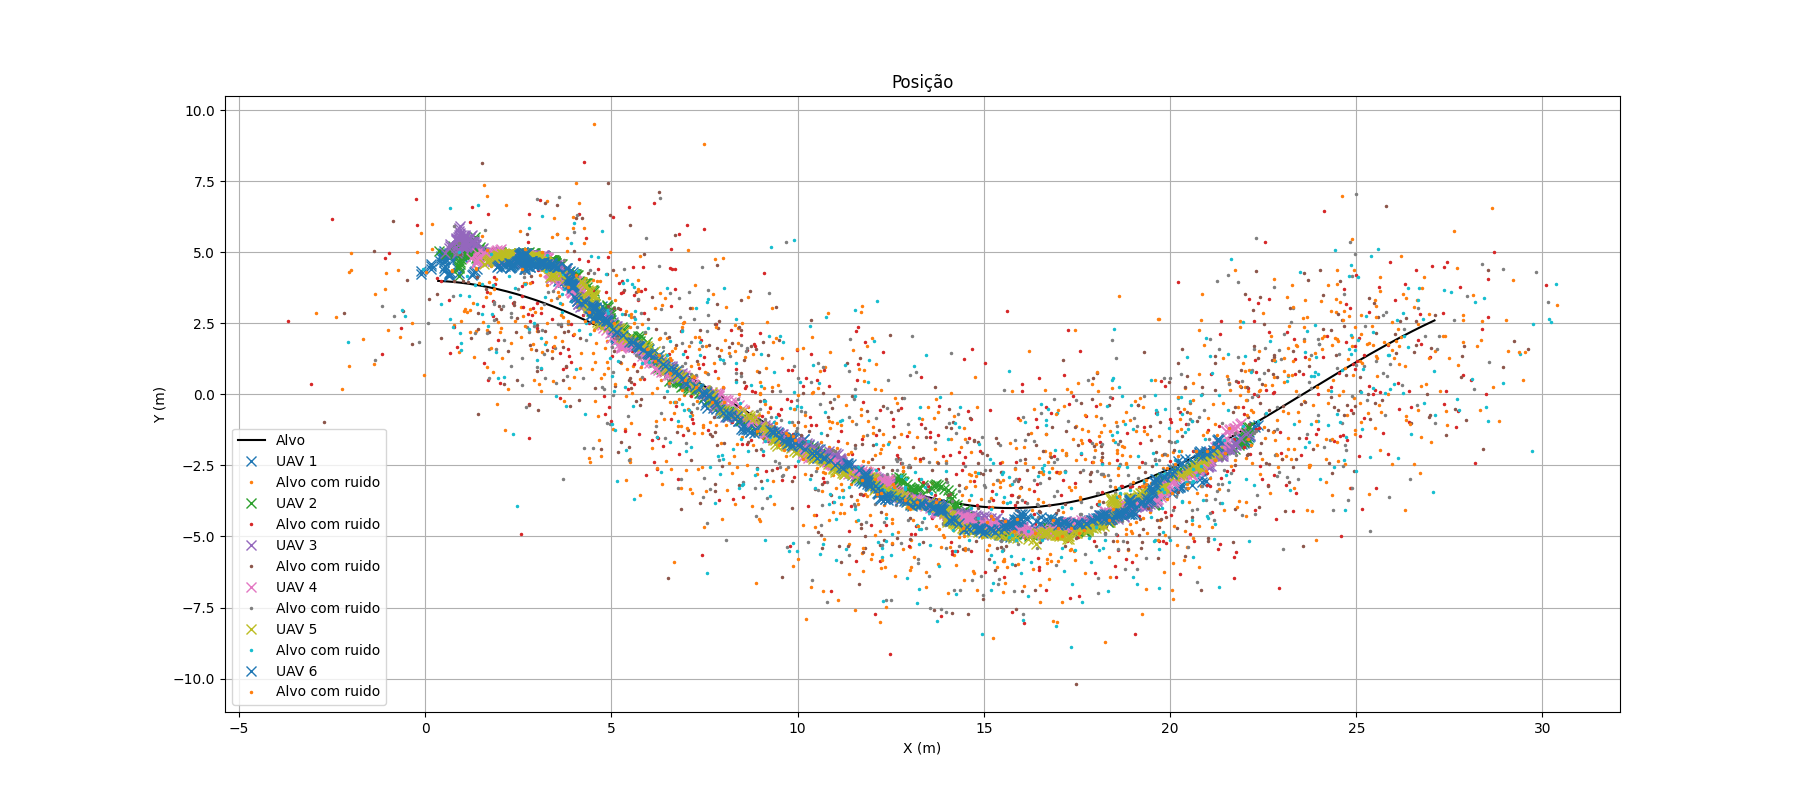 Posição
10.0
7.5
5.0
2.5
0.0
−2.5
−5.0
−7.5
−10.0
Y (m)
Alvo
UAV 1
Alvo com ruido
UAV 2
Alvo com ruido
UAV 3
Alvo com ruido
UAV 4
Alvo com ruido
UAV 5
Alvo com ruido
UAV 6
Alvo com ruido
−5
0
5
10
15
20
25
30
X (m)